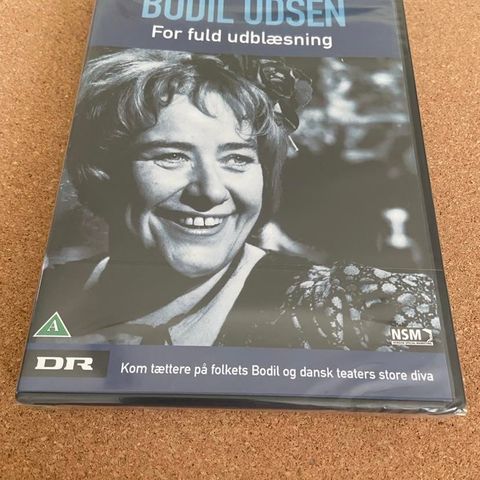 BODIL UDSEN
For fuld udblæsning
A
NSM
DR
Kom tættere på folkets Bodil og dansk teaters store diva